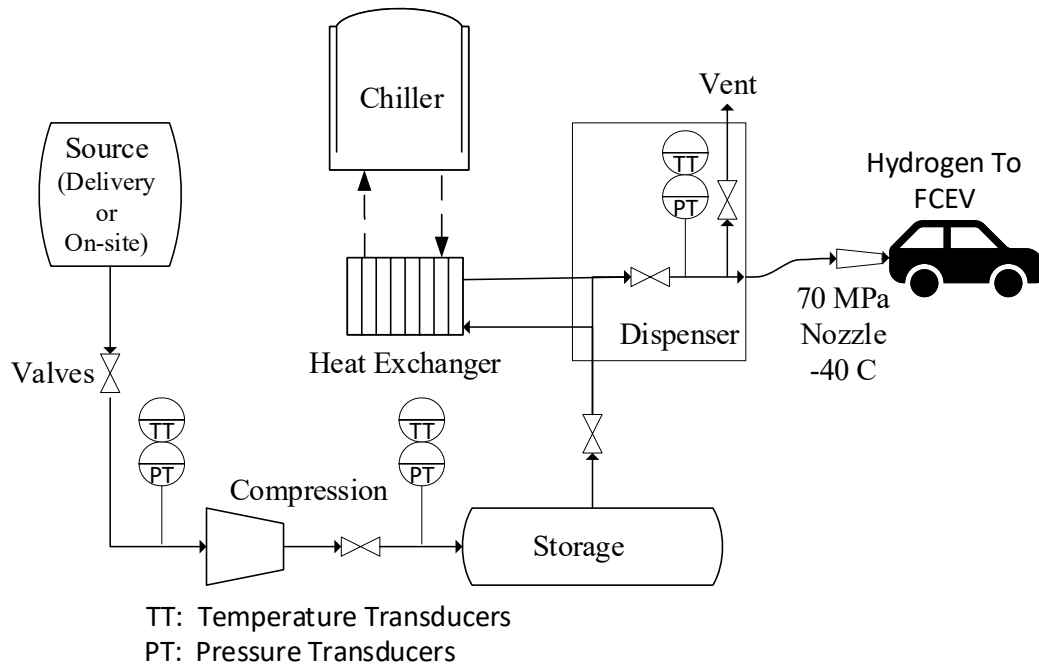 Chiller
Vent
Source
(Delivery
or
On-site)
TT
PT
Hydrogen To
FCEV
Valves
Heat Exchanger
Dispenser
70 MPa
Nozzle
-40 C
TT
PT
TT
PT
Compression
Storage
TT:  Temperature Transducers
PT:  Pressure Transducers